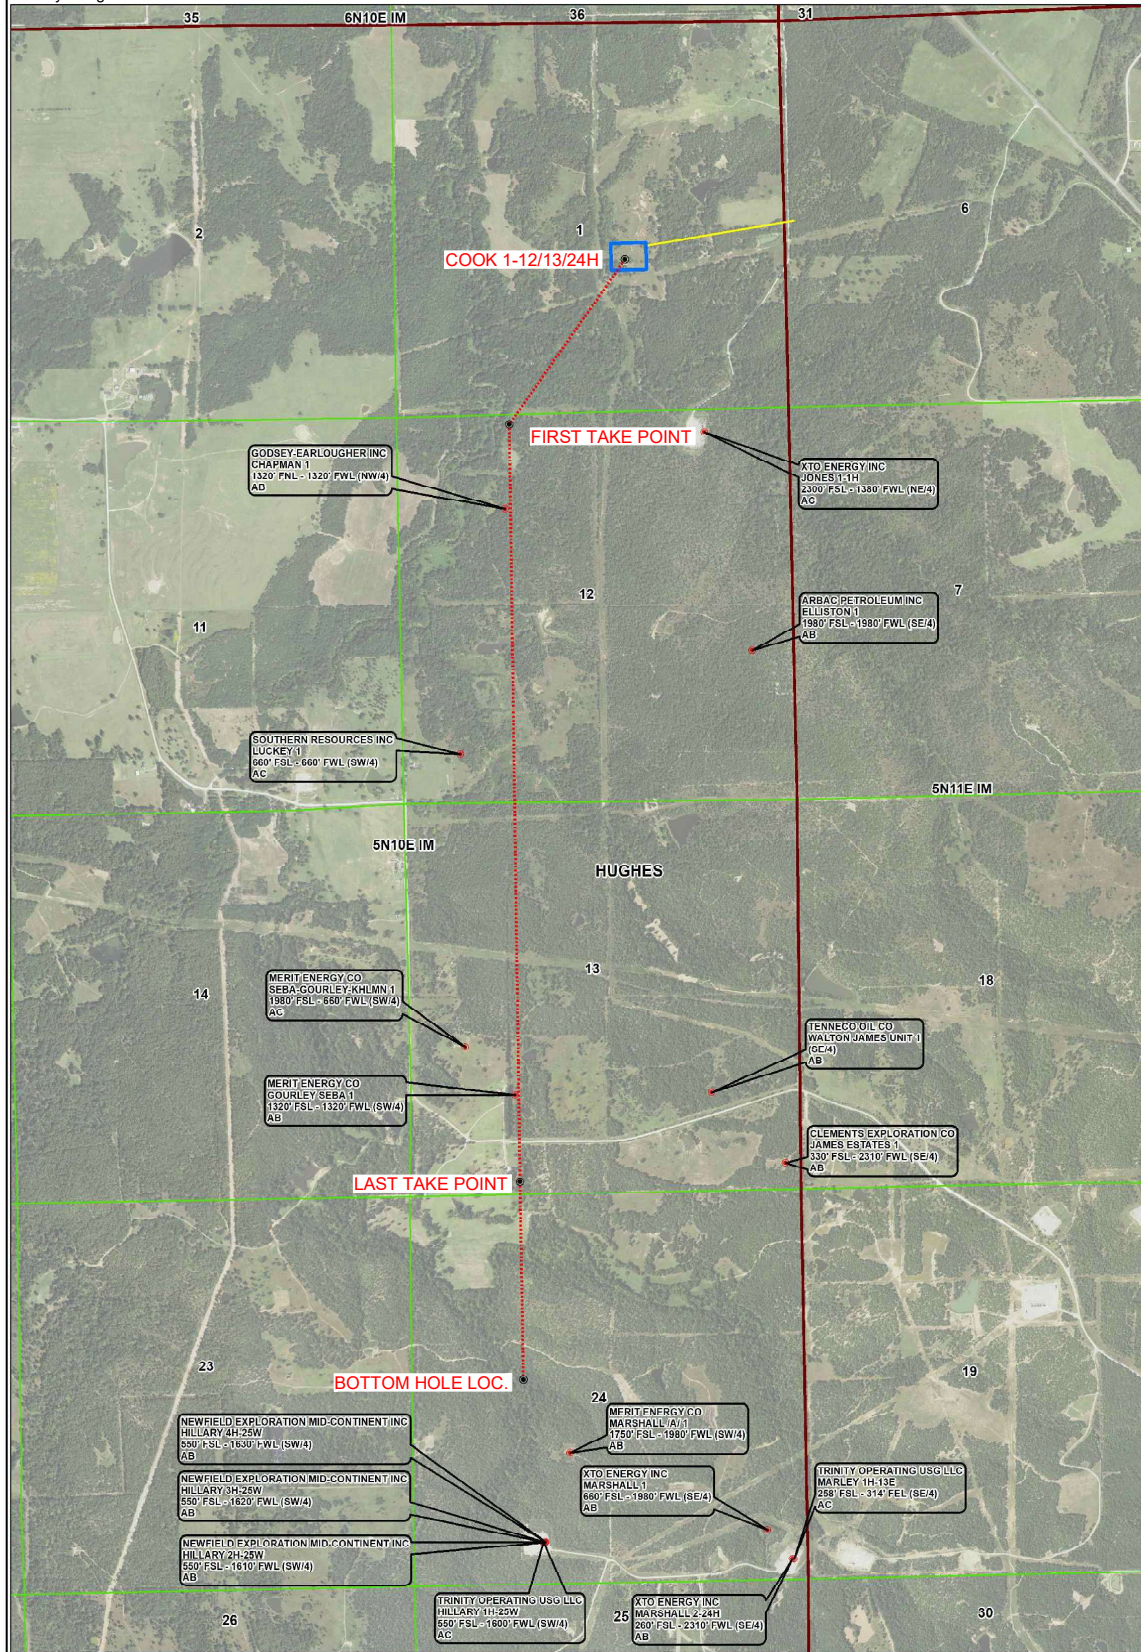 35
6N10E IM
36
31
2
1
6
COOK 1-12/13/24H
FIRST TAKE POINT
GODSEY-EARLOUGHER INC
CHAPMAN 1
1320' FNL - 1320' FWL (NW/4)
AB
XTO ENERGY INC
JONES 1-1H
2300' FSL - 1380' FWL (NE/4)
AC
12
7
ARBAC PETROLEUM INC
ELLISTON 1
1980' FSL - 1980' FWL (SE/4)
AB
11
SOUTHERN RESOURCES INC
LUCKEY 1
660' FSL - 660' FWL (SW/4)
AC
5N11E IM
5N10E IM
HUGHES
13
14
18
MERIT ENERGY CO
SEBA-GOURLEY-KHLMN 1
1980' FSL - 660' FWL (SW/4)
AC
TENNECO OIL CO
WALTON JAMES UNIT 1
(SE/4)
AB
MERIT ENERGY CO
GOURLEY SEBA 1
1320' FSL - 1320' FWL (SW/4)
AB
CLEMENTS EXPLORATION CO
JAMES ESTATES 1
330' FSL - 2310' FWL (SE/4)
AB
LAST TAKE POINT
23
19
BOTTOM HOLE LOC.
24
NEWFIELD EXPLORATION MID-CONTINENT INC
HILLARY 4H-25W
550' FSL - 1630' FWL (SW/4)
AB
MERIT ENERGY CO
MARSHALL /A/ 1
1750' FSL - 1980' FWL (SW/4)
AB
NEWFIELD EXPLORATION MID-CONTINENT INC
HILLARY 3H-25W
550' FSL - 1620' FWL (SW/4)
AB
XTO ENERGY INC
MARSHALL 1
660' FSL - 1980' FWL (SE/4)
AB
TRINITY OPERATING USG LLC
MARLEY 1H-13E
258' FSL - 314' FEL (SE/4)
AC
NEWFIELD EXPLORATION MID-CONTINENT INC
HILLARY 2H-25W
550' FSL - 1610' FWL (SW/4)
AB
TRINITY OPERATING USG LLC
HILLARY 1H-25W
550' FSL - 1600' FWL (SW/4)
AC
XTO ENERGY INC
MARSHALL 2-24H
260' FSL - 2310' FWL (SE/4)
AB
26
25
30